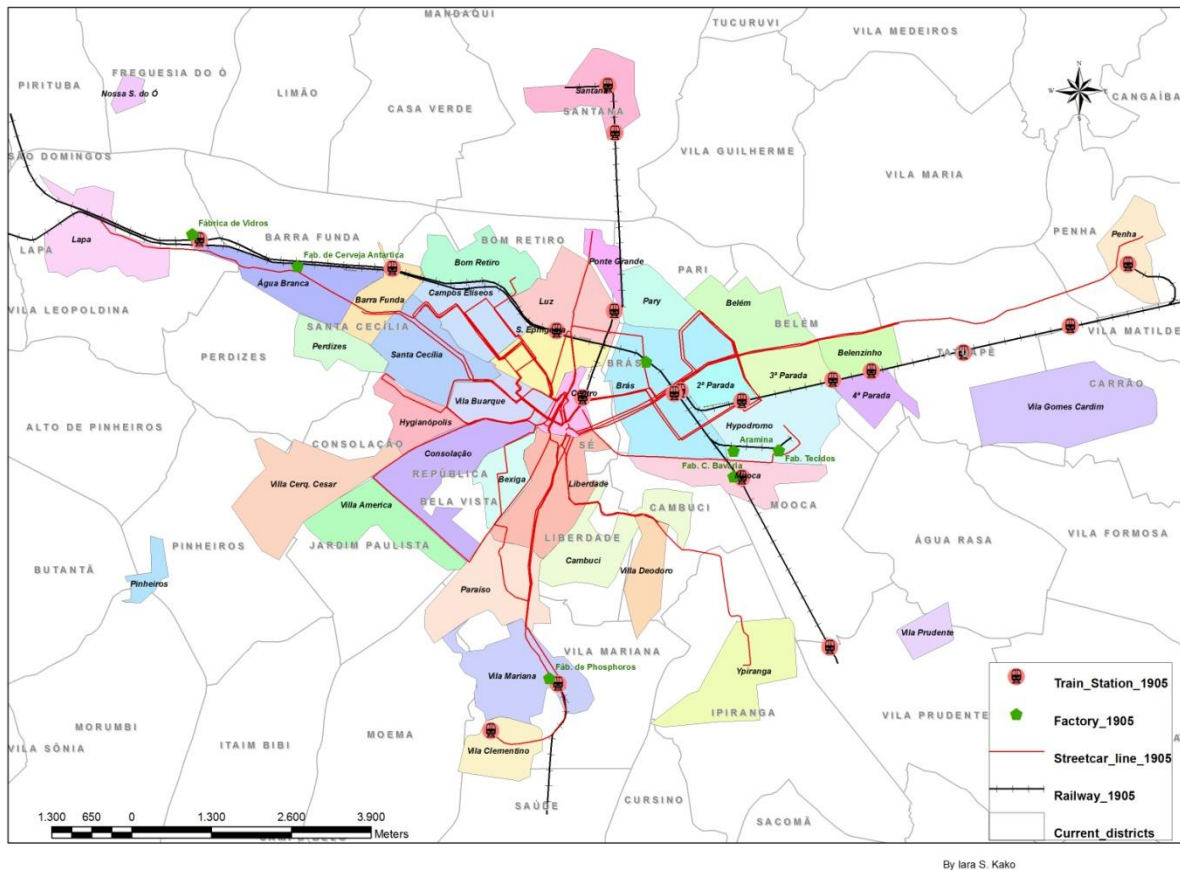 MANDAQUI
TUCURUVI
VILA MEDEIROS
FREGUESIA DO Ó
PIRITUBA
Nossa S. do Ó
LIMÃO
CASA VERDE
Santana
SANTANA
N
W
S
CANGAÍBA
SÃO DOMINGOS
VILA GUILHERME
VILA MARIA
Fábrica de Vidros
Lapa
LAPA
BARRA FUNDA
BOM RETIRO
Ponte Grande
PENHA
Penha
Fab. de Cerveja Antartica
Bom Retiro
PARI
Água Branca
Campos Elíseos
Luz
Pary
Belém
Barra Funda
VILA LEOPOLDINA
SANTA CECÍLIA
S. Epingenia
BELÉM
VILA MATILDE
Perdizes
PERDIZES
Santa Cecília
BRÁS
Belenzinho
TATUAPÉ
Centro
Brás
2ª Parada
3ª Parada
4ª Parada
CARRÃO
Vila Buarque
Vila Gomes Cardim
ALTO DE PINHEIROS
Hygianópolis
Hypodromo
CONSOLAÇÃO
Consolação
SÉ
Aramina
Fab. Tecidos
Villa Cerq. Cesar
REPÚBLICA
Bexiga
Liberdade
Fab. C. Bavária
Mooca
BELA VISTA
Villa America
CAMBUCI
MOOCA
VILA FORMOSA
PINHEIROS
JARDIM PAULISTA
LIBERDADE
ÁGUA RASA
BUTANTÃ
Pinheiros
Cambuci
Villa Deodoro
Paraíso
Vila Prudente
VILA MARIANA
Fáb. de Phosphoros
Vila Mariana
Ypiranga
Train_Station_1905
IPIRANGA
VILA PRUDENTE
Factory_1905
MORUMBI
ITAIM BIBI
MOEMA
VILA SÔNIA
Vila Clementino
Streetcar_line_1905
Railway_1905
SAÚDE
CURSINO
SACOMÃ
1.300 650 0 1.300 2.600 3.900
Meters
Current_districts
By Iara S. Kako